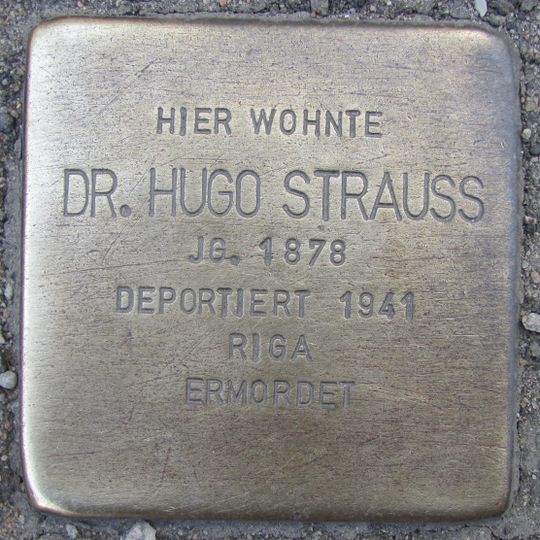 HIER WOHNTE
DR. HUGO STRAUSS
JG. 1878
DEPORTIERT 1941
RIGA
ERMORDET